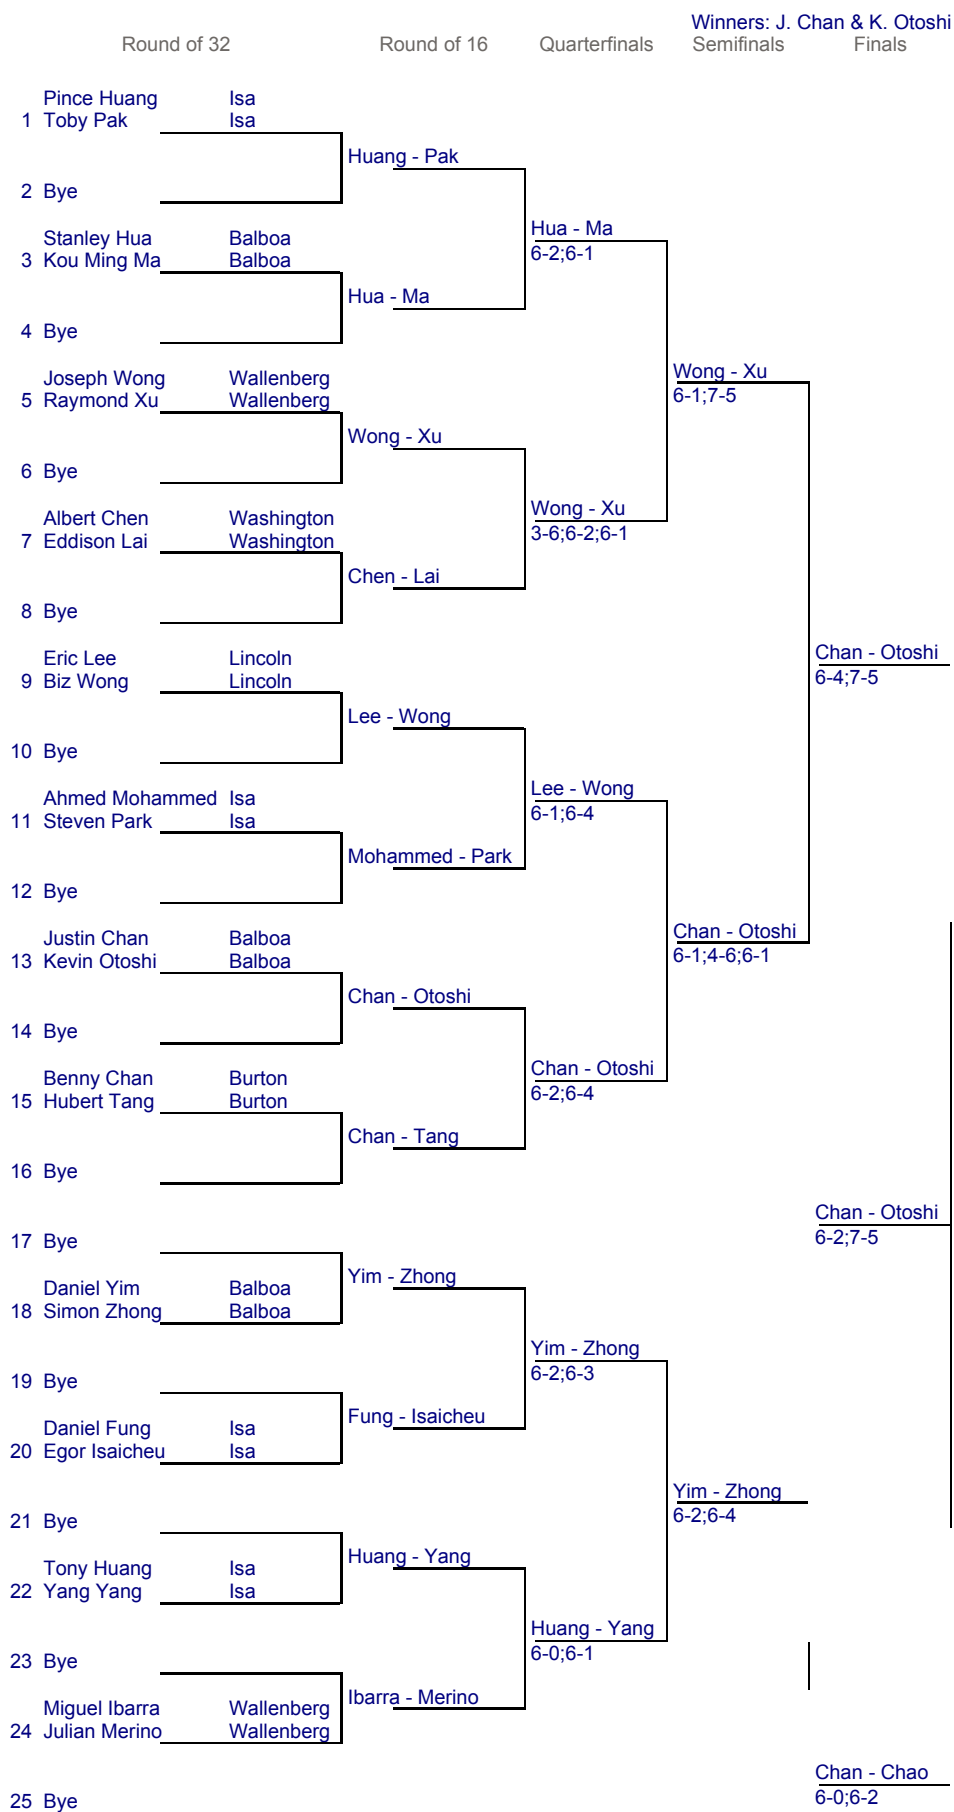 Winners: J. Chan & K. Otoshi
Round of 32 Round of 16 Quarterfinals Semifinals Finals
Pince Huang Isa
1 Toby Pak Isa
Huang - Pak
2 Bye
Hua - Ma
Stanley Hua Balboa
6-2;6-1
3 Kou Ming Ma Balboa
Hua - Ma
4 Bye
Wong - Xu
Joseph Wong Wallenberg
6-1;7-5
5 Raymond Xu Wallenberg
Wong - Xu
6 Bye
Wong - Xu
Albert Chen Washington
6-2;6-1
3-6;6-2;6-1
7 Eddison Lai Washington
Chen - Lai
8 Bye
Chan - Otoshi
Eric Lee Lincoln
6-4;7-5
9 Biz Wong Lincoln
Lee - Wong
10 Bye
Lee - Wong
Ahmed Mohammed Isa
6-1;6-4
11 Steven Park Isa
Mohammed - Park
12 Bye
Chan - Otoshi
Justin Chan Balboa
6-1;4-6;6-1
13 Kevin Otoshi Balboa
Chan - Otoshi
14 Bye
Chan - Otoshi
Benny Chan Burton
6-2;6-4
15 Hubert Tang Burton
Chan - Tang
16 Bye
Chan - Otoshi
6-2;7-5
17 Bye
Yim - Zhong
Daniel Yim Balboa
18 Simon Zhong Balboa
Yim - Zhong
6-2;6-3
19 Bye
Fung - Isaicheu
Daniel Fung Isa
20 Egor Isaicheu Isa
Yim - Zhong
6-2;6-4
21 Bye
Huang - Yang
Tony Huang Isa
22 Yang Yang Isa
Huang - Yang
6-0;6-1
23 Bye
Ibarra - Merino
Miguel Ibarra Wallenberg
24 Julian Merino Wallenberg
Chan - Chao
6-0;6-2
25 Bye